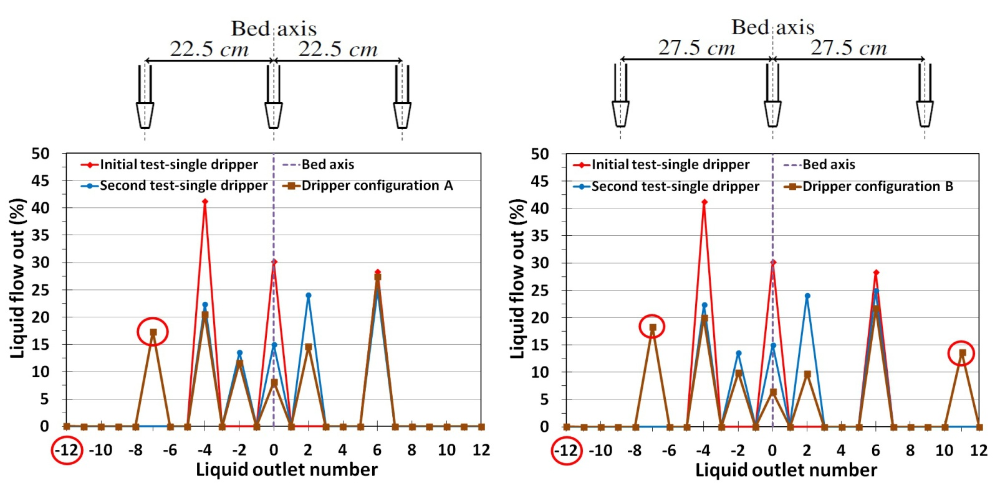 Bed axis
22.5 cm 22.5 cm
50
45
40
35
30
25
20
15
10
5
0
Liquid flow out (%)
Initial test-single dripper
Bed axis
Second test-single dripper
Dripper configuration A
-12 -10 -8 -6 -4 -2 0 2 4 6 8 10 12
Liquid outlet number
Bed axis
27.5 cm 27.5 cm
50
45
40
35
30
25
20
15
10
5
0
Liquid flow out (%)
Initial test-single dripper
Bed axis
Second test-single dripper
Dripper configuration B
-12 -10 -8 -6 -4 -2 0 2 4 6 8 10 12
Liquid outlet number